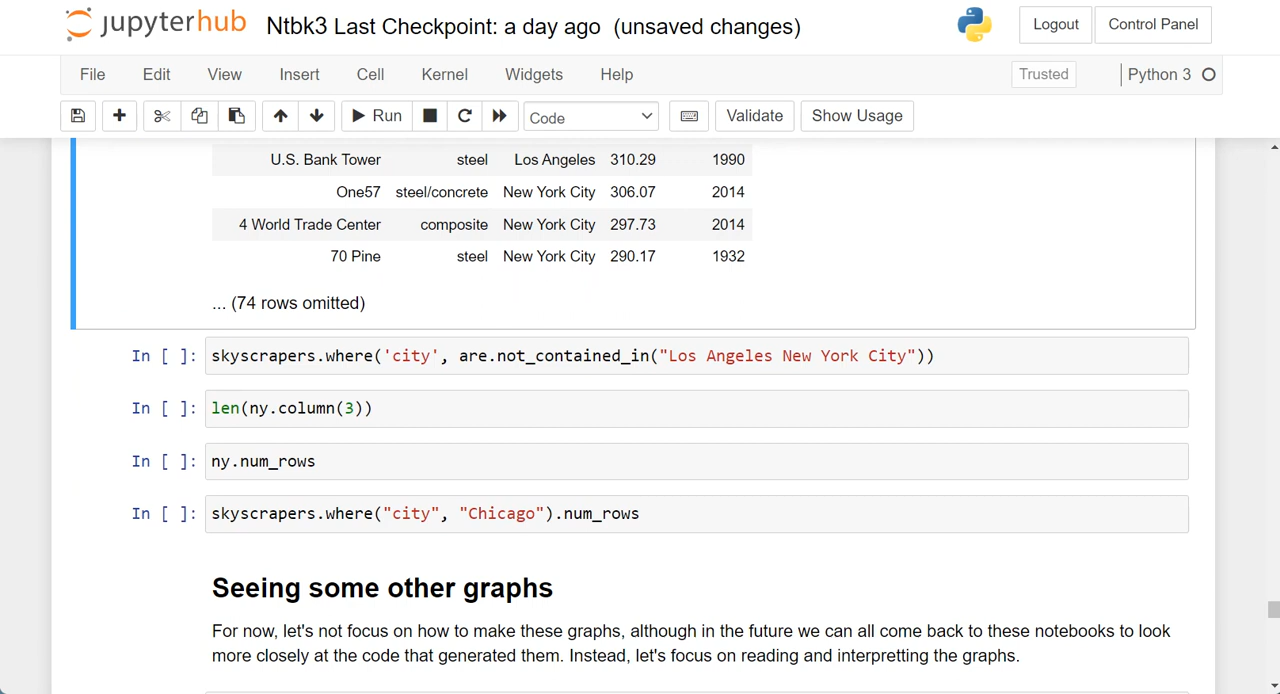 jupyterhub Ntbk3 Last Checkpoint: a day ago (unsaved changes) Logout Control Panel
File Edit View Insert Cell Kernel Widgets Help Trusted Python 3
Run Code Validate Show Usage
U.S. Bank Tower steel Los Angeles 310.29 1990
One57 steel/concrete New York City 306.07 2014
4 World Trade Center composite New York City 297.73 2014
70 Pine steel New York City 290.17 1932
... (74 rows omitted)
In [ ]: skyscrapers.where('city', are.not_contained_in("Los Angeles New York City"))
In [ ]: len(ny.column(3))
In [ ]: ny.num_rows
In [ ]: skyscrapers.where("city", "Chicago").num_rows
Seeing some other graphs
For now, let's not focus on how to make these graphs, although in the future we can all come back to these notebooks to look
more closely at the code that generated them. Instead, let's focus on reading and interpretting the graphs.